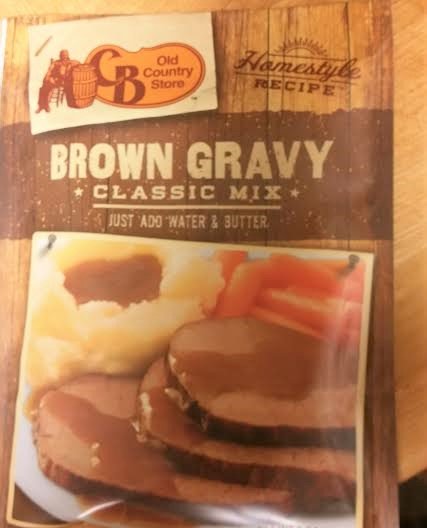 CB
Old
Country
Store
Homestyle
RECIPE
BROWN GRAVY
CLASSIC MIX
JUST ADD WATER & BUTTER